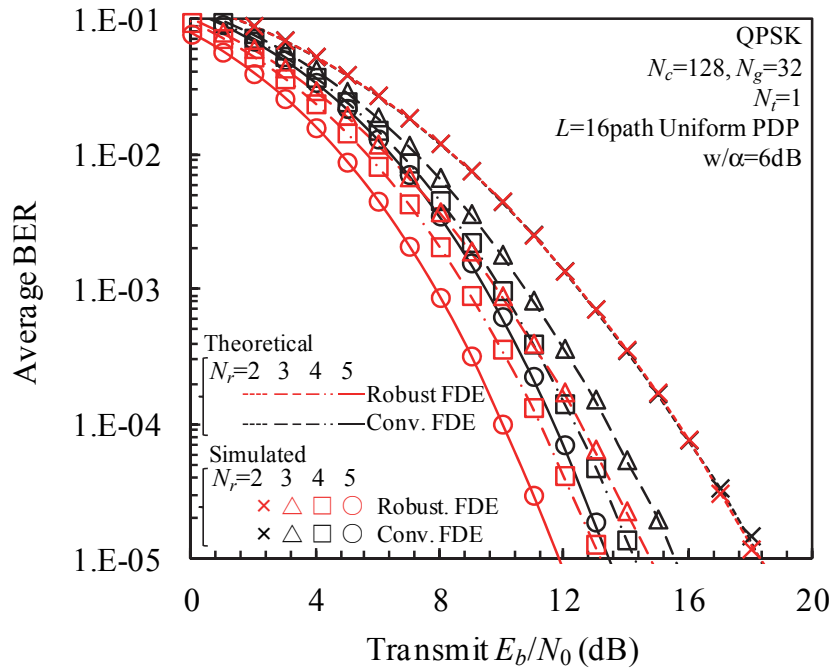 1.E-01
1.E-02
1.E-03
1.E-04
1.E-05
Average BER
QPSK
N_c=128, N_g=32
N_t=1
L=16path Uniform PDP
w/α=6dB
Theoretical
N_r=2 3 4 5
Robust FDE
Conv. FDE
Simulated
N_r=2 3 4 5
Robust. FDE
Conv. FDE
0 4 8 12 16 20
Transmit E_b/N_0 (dB)